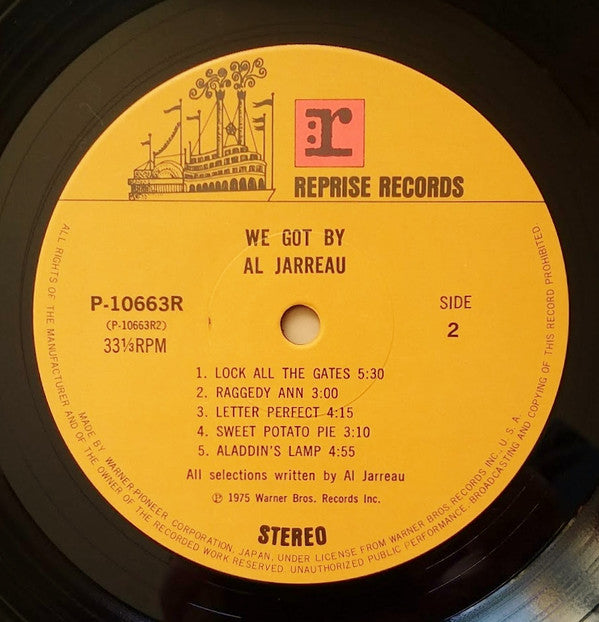 r
REPRISE RECORDS
WE GOT BY
AL JARREAU
P-10663R
(P-10663R2)
33⅓RPM
SIDE
2
1. LOCK ALL THE GATES 5:30
2. RAGGEDY ANN 3:00
3. LETTER PERFECT 4:15
4. SWEET POTATO PIE 3:10
5. ALADDIN'S LAMP 4:55
All selections written by Al Jarreau
Ⓟ 1975 Warner Bros. Records Inc.
STEREO
MADE BY WARNER-PIONEER CORPORATION, JAPAN, UNDER LICENSE FROM WARNER BROS. RECORDS INC., U. S. A.
ALL RIGHTS OF THE MANUFACTURER AND OF THE OWNER OF THE RECORDED WORK RESERVED. UNAUTHORIZED PUBLIC PERFORMANCE, BROADCASTING AND COPYING OF THIS RECORD PROHIBITED.